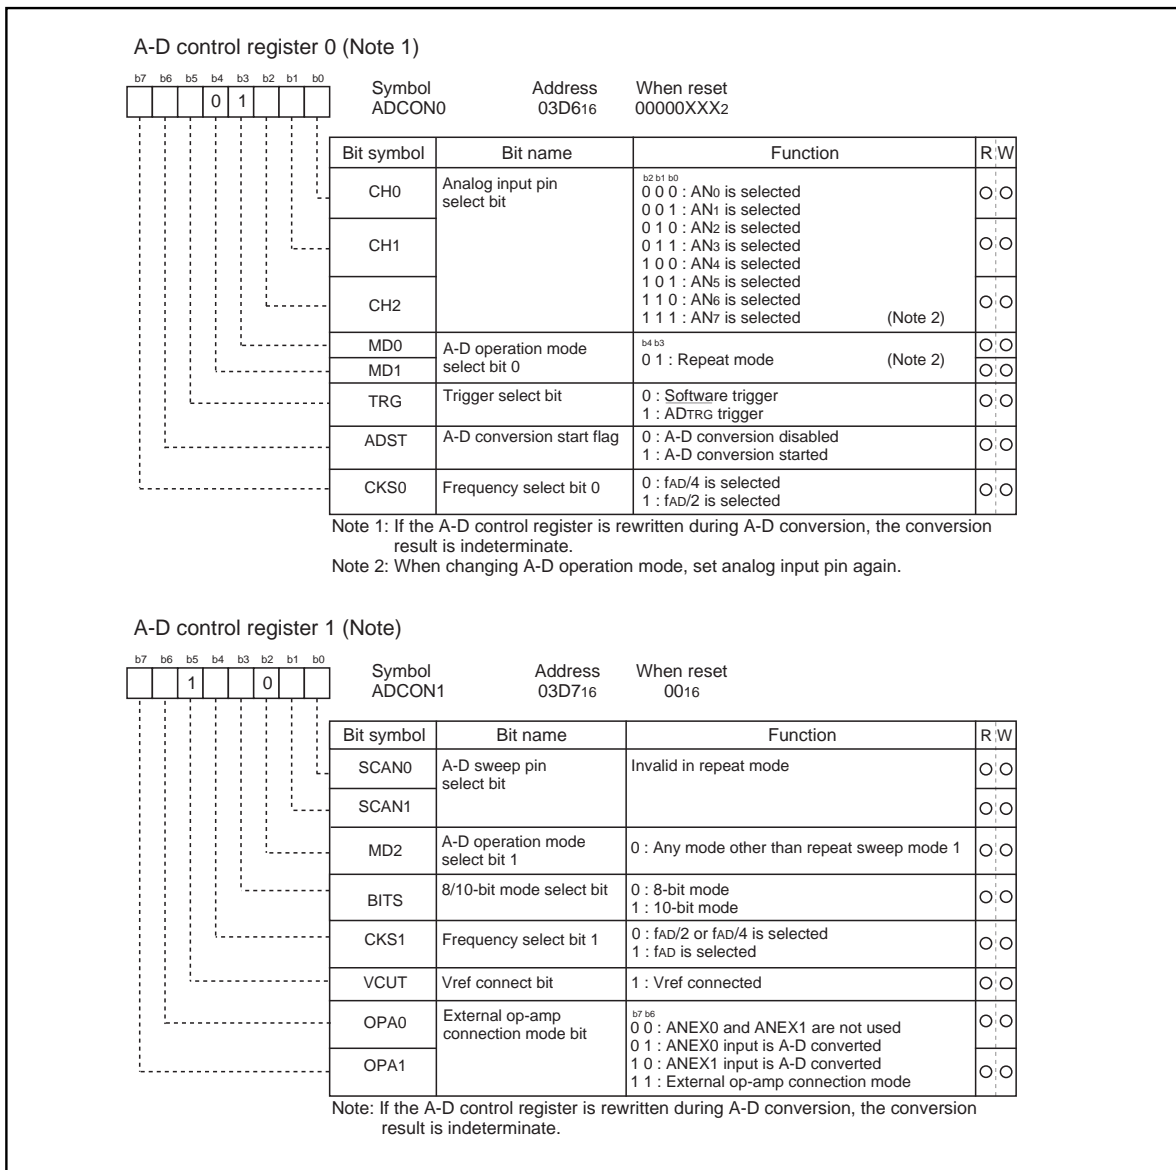 A-D control register 0 (Note 1)
b7 b6 b5 b4 b3 b2 b1 b0
0 1
Symbol Address When reset
ADCON0 03D616 00000XXX2
Bit symbol Bit name Function R W
CH0 Analog input pin select bit
b2 b1 b0
0 0 0 : AN0 is selected
0 0 1 : AN1 is selected
0 1 0 : AN2 is selected
CH1 0 1 1 : AN3 is selected
1 0 0 : AN4 is selected
1 0 1 : AN5 is selected
CH2 1 1 0 : AN6 is selected
1 1 1 : AN7 is selected (Note 2)
MD0 A-D operation mode select bit 0
b4 b3
0 1 : Repeat mode (Note 2)
MD1
TRG Trigger select bit 0 : Software trigger
1 : ADTRG trigger
ADST A-D conversion start flag 0 : A-D conversion disabled
1 : A-D conversion started
CKS0 Frequency select bit 0 0 : fAD/4 is selected
1 : fAD/2 is selected
Note 1: If the A-D control register is rewritten during A-D conversion, the conversion
result is indeterminate.
Note 2: When changing A-D operation mode, set analog input pin again.
A-D control register 1 (Note)
b7 b6 b5 b4 b3 b2 b1 b0
1 0
Symbol Address When reset
ADCON1 03D716 0016
Bit symbol Bit name Function R W
SCAN0 A-D sweep pin select bit Invalid in repeat mode
SCAN1
MD2 A-D operation mode select bit 1 0 : Any mode other than repeat sweep mode 1
BITS 8/10-bit mode select bit 0 : 8-bit mode
1 : 10-bit mode
CKS1 Frequency select bit 1 0 : fAD/2 or fAD/4 is selected
1 : fAD is selected
VCUT Vref connect bit 1 : Vref connected
OPA0 External op-amp connection mode bit
b7 b6
0 0 : ANEX0 and ANEX1 are not used
0 1 : ANEX0 input is A-D converted
OPA1 1 0 : ANEX1 input is A-D converted
1 1 : External op-amp connection mode
Note: If the A-D control register is rewritten during A-D conversion, the conversion
result is indeterminate.